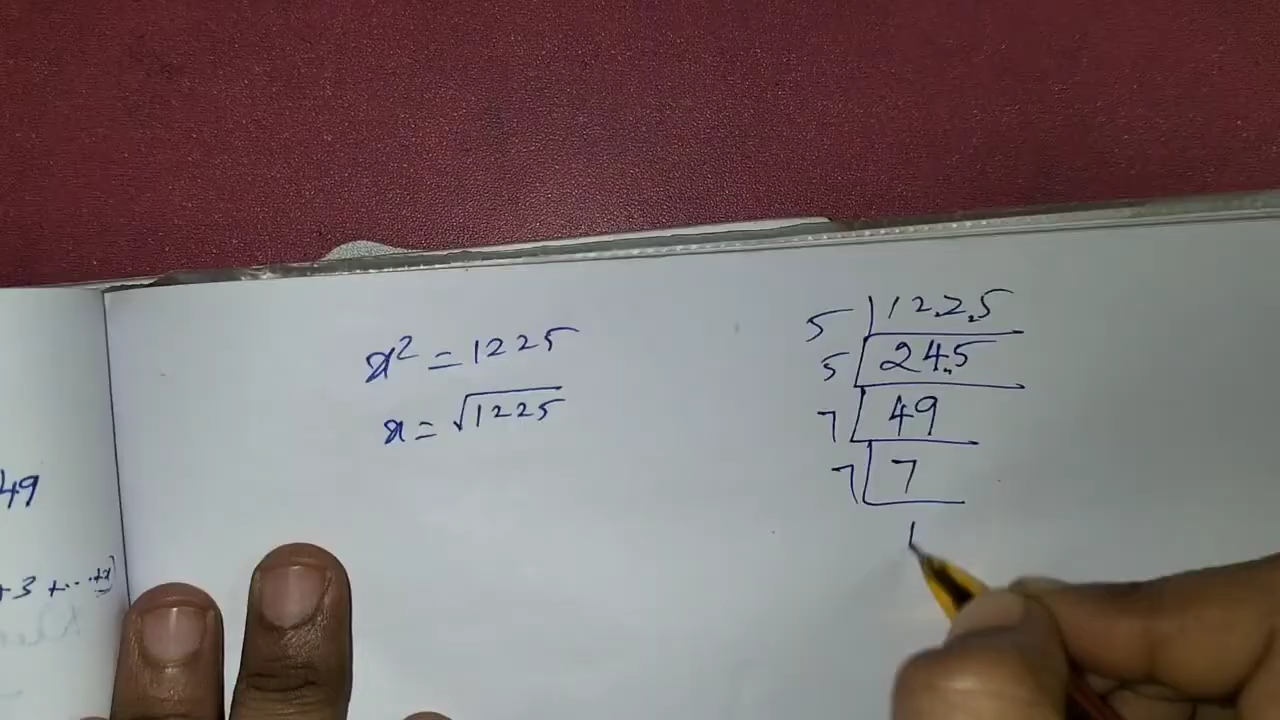 49
+3 +...+x)
x² = 1225
x = √1225
5 | 1225
5 | 245
7 | 49
7 | 7
1